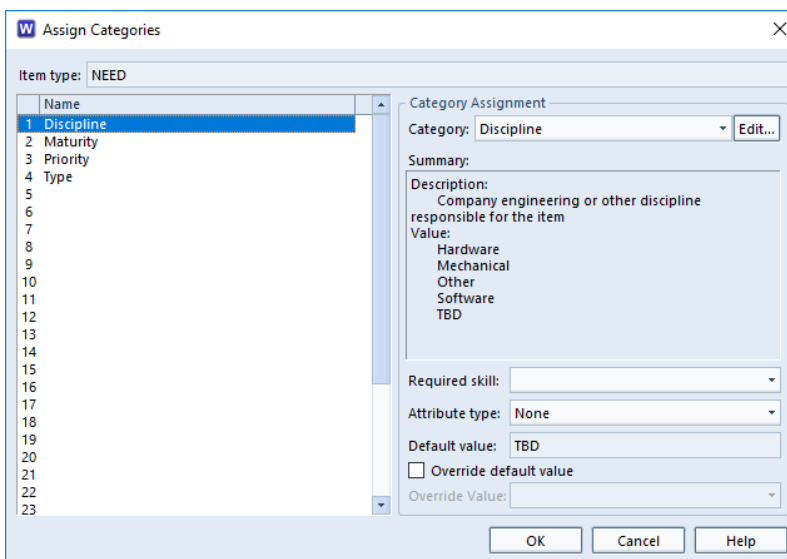 W Assign Categories
Item type: NEED
Name
1 Discipline
2 Maturity
3 Priority
4 Type
5
6
7
8
9
10
11
12
13
14
15
16
17
18
19
20
21
22
23
Category Assignment
Category: Discipline Edit...
Summary:
Description:
Company engineering or other discipline
responsible for the item
Value:
Hardware
Mechanical
Other
Software
TBD
Required skill:
Attribute type: None
Default value: TBD
Override default value
Override Value:
OK Cancel Help